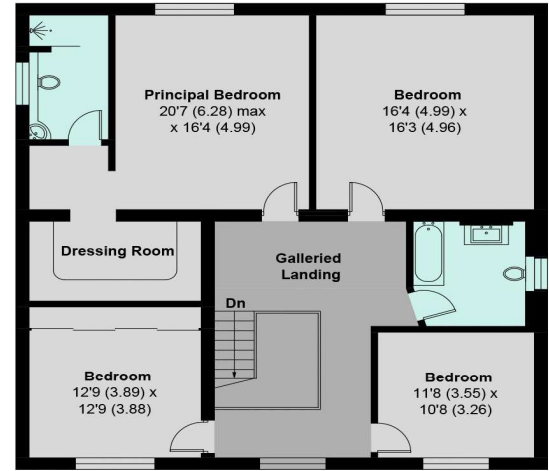 Principal Bedroom
20'7 (6.28) max
x 16'4 (4.99)
Bedroom
16'4 (4.99) x
16'3 (4.96)
Dressing Room
Galleried
Landing
Dn
Bedroom
12'9 (3.89) x
12'9 (3.88)
Bedroom
11'8 (3.55) x
10'8 (3.26)